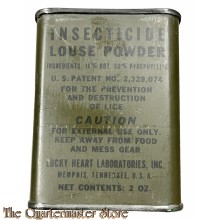 INSECTICIDE
LOUSE POWDER
U. S. PATENT NO. 2,329,074
FOR THE PREVENTION
AND DESTRUCTION
OF LICE
CAUTION
FOR EXTERNAL USE ONLY.
KEEP AWAY FROM FOOD
AND MESS GEAR
LUCKY HEART LABORATORIES, INC.
MEMPHIS, TENNESSEE, U.S.A.
NET CONTENTS: 2 OZ.
© The Quartermaster Store